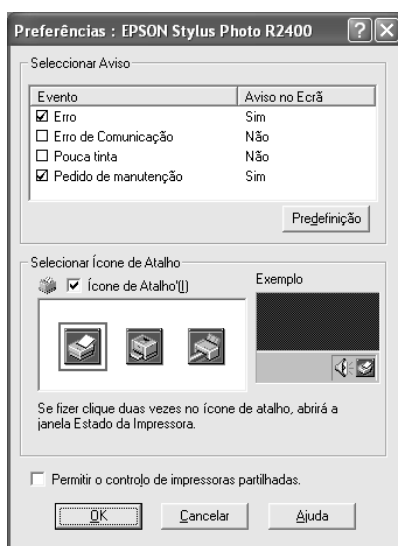 Preferências : EPSON Stylus Photo R2400
Seleccionar Aviso
Evento Aviso no Ecrã
Erro Sim
Erro de Comunicação Não
Pouca tinta Não
Pedido de manutenção Sim
Predefinição
Selecionar Ícone de Atalho
Ícone de Atalho'(I) Exemplo
Se fizer clique duas vezes no ícone de atalho, abrirá a
janela Estado da Impressora.
Permitir o controlo de impressoras partilhadas.
OK Cancelar Ajuda